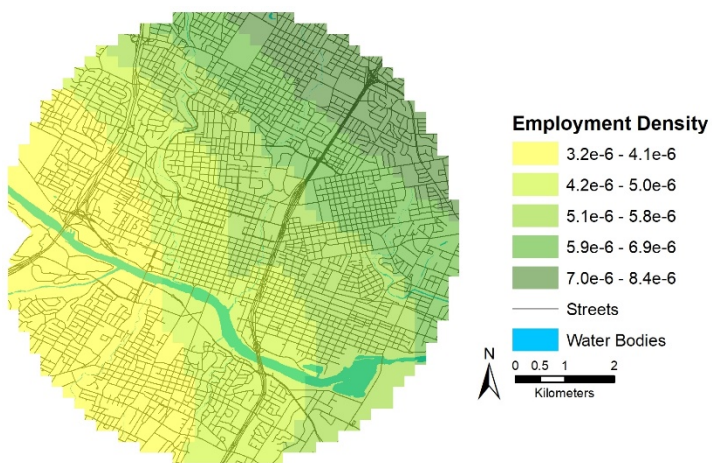 Employment Density
3.2e-6 - 4.1e-6
4.2e-6 - 5.0e-6
5.1e-6 - 5.8e-6
5.9e-6 - 6.9e-6
7.0e-6 - 8.4e-6
Streets
Water Bodies
N
0 0.5 1 2
Kilometers